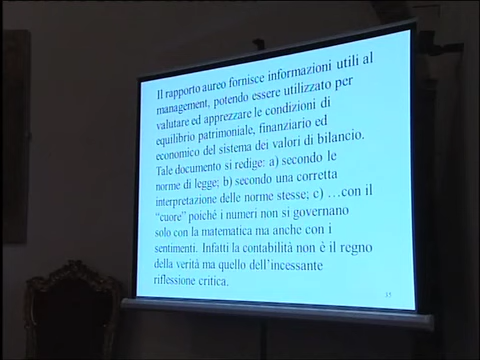 Il rapporto aureo fornisce informazioni utili al
management, potendo essere utilizzato per
valutare ed apprezzare le condizioni di
equilibrio patrimoniale, finanziario ed
economico del sistema dei valori di bilancio.
Tale documento si redige: a) secondo le
norme di legge; b) secondo una corretta
interpretazione delle norme stesse; c) …con il
“cuore” poichè i numeri non si governano
solo con la matematica ma anche con i
sentimenti. Infatti la contabilità non è il regno
della verità ma quello dell’incessante
riflessione critica.